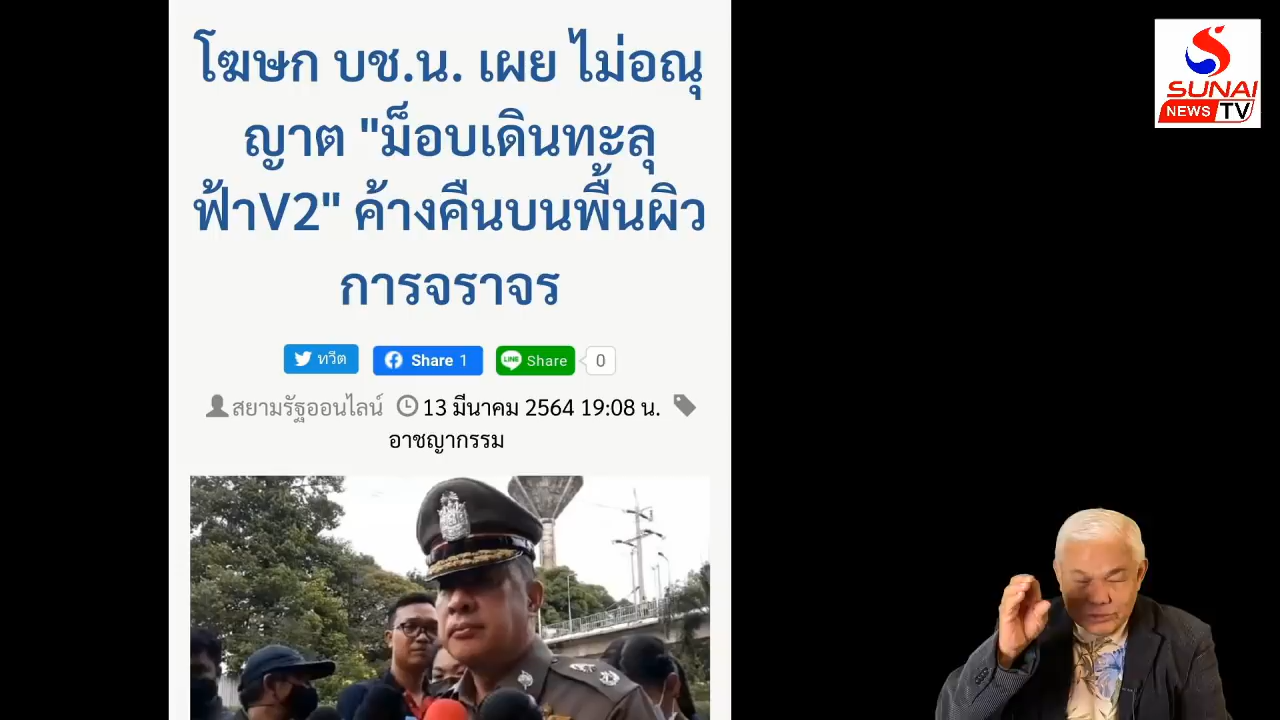 โฆษก บช.น. เผย ไม่อณุ
ญาต "ม็อบเดินทะลุ
ฟ้าV2" ค้างคืนบนพื้นผิว
การจราจร
ทวีต
Share 1
LINE Share
0
สยามรัฐออนไลน์ 13 มีนาคม 2564 19:08 น.
อาชญากรรม
SUNAI
NEWS TV